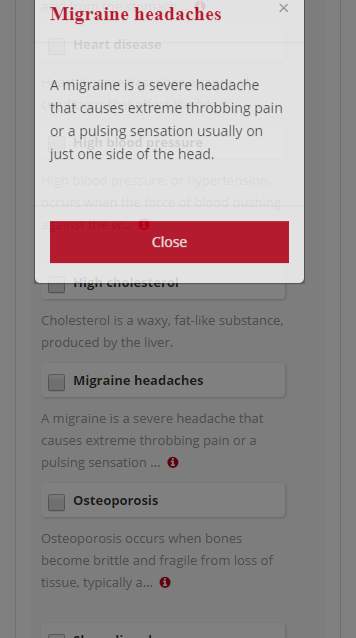 Migraine headaches
×
Heart disease
A migraine is a severe headache
that causes extreme throbbing pain
or a pulsing sensation usually on
High blood pressure
just one side of the head.
High blood pressure, or hypertension,
occurs when the force of blood pushing
against the w...
Close
High cholesterol
Cholesterol is a waxy, fat-like substance,
produced by the liver.
Migraine headaches
A migraine is a severe headache that
causes extreme throbbing pain or a
pulsing sensation ...
Osteoporosis
Osteoporosis occurs when bones
become brittle and fragile from loss of
tissue, typically a...